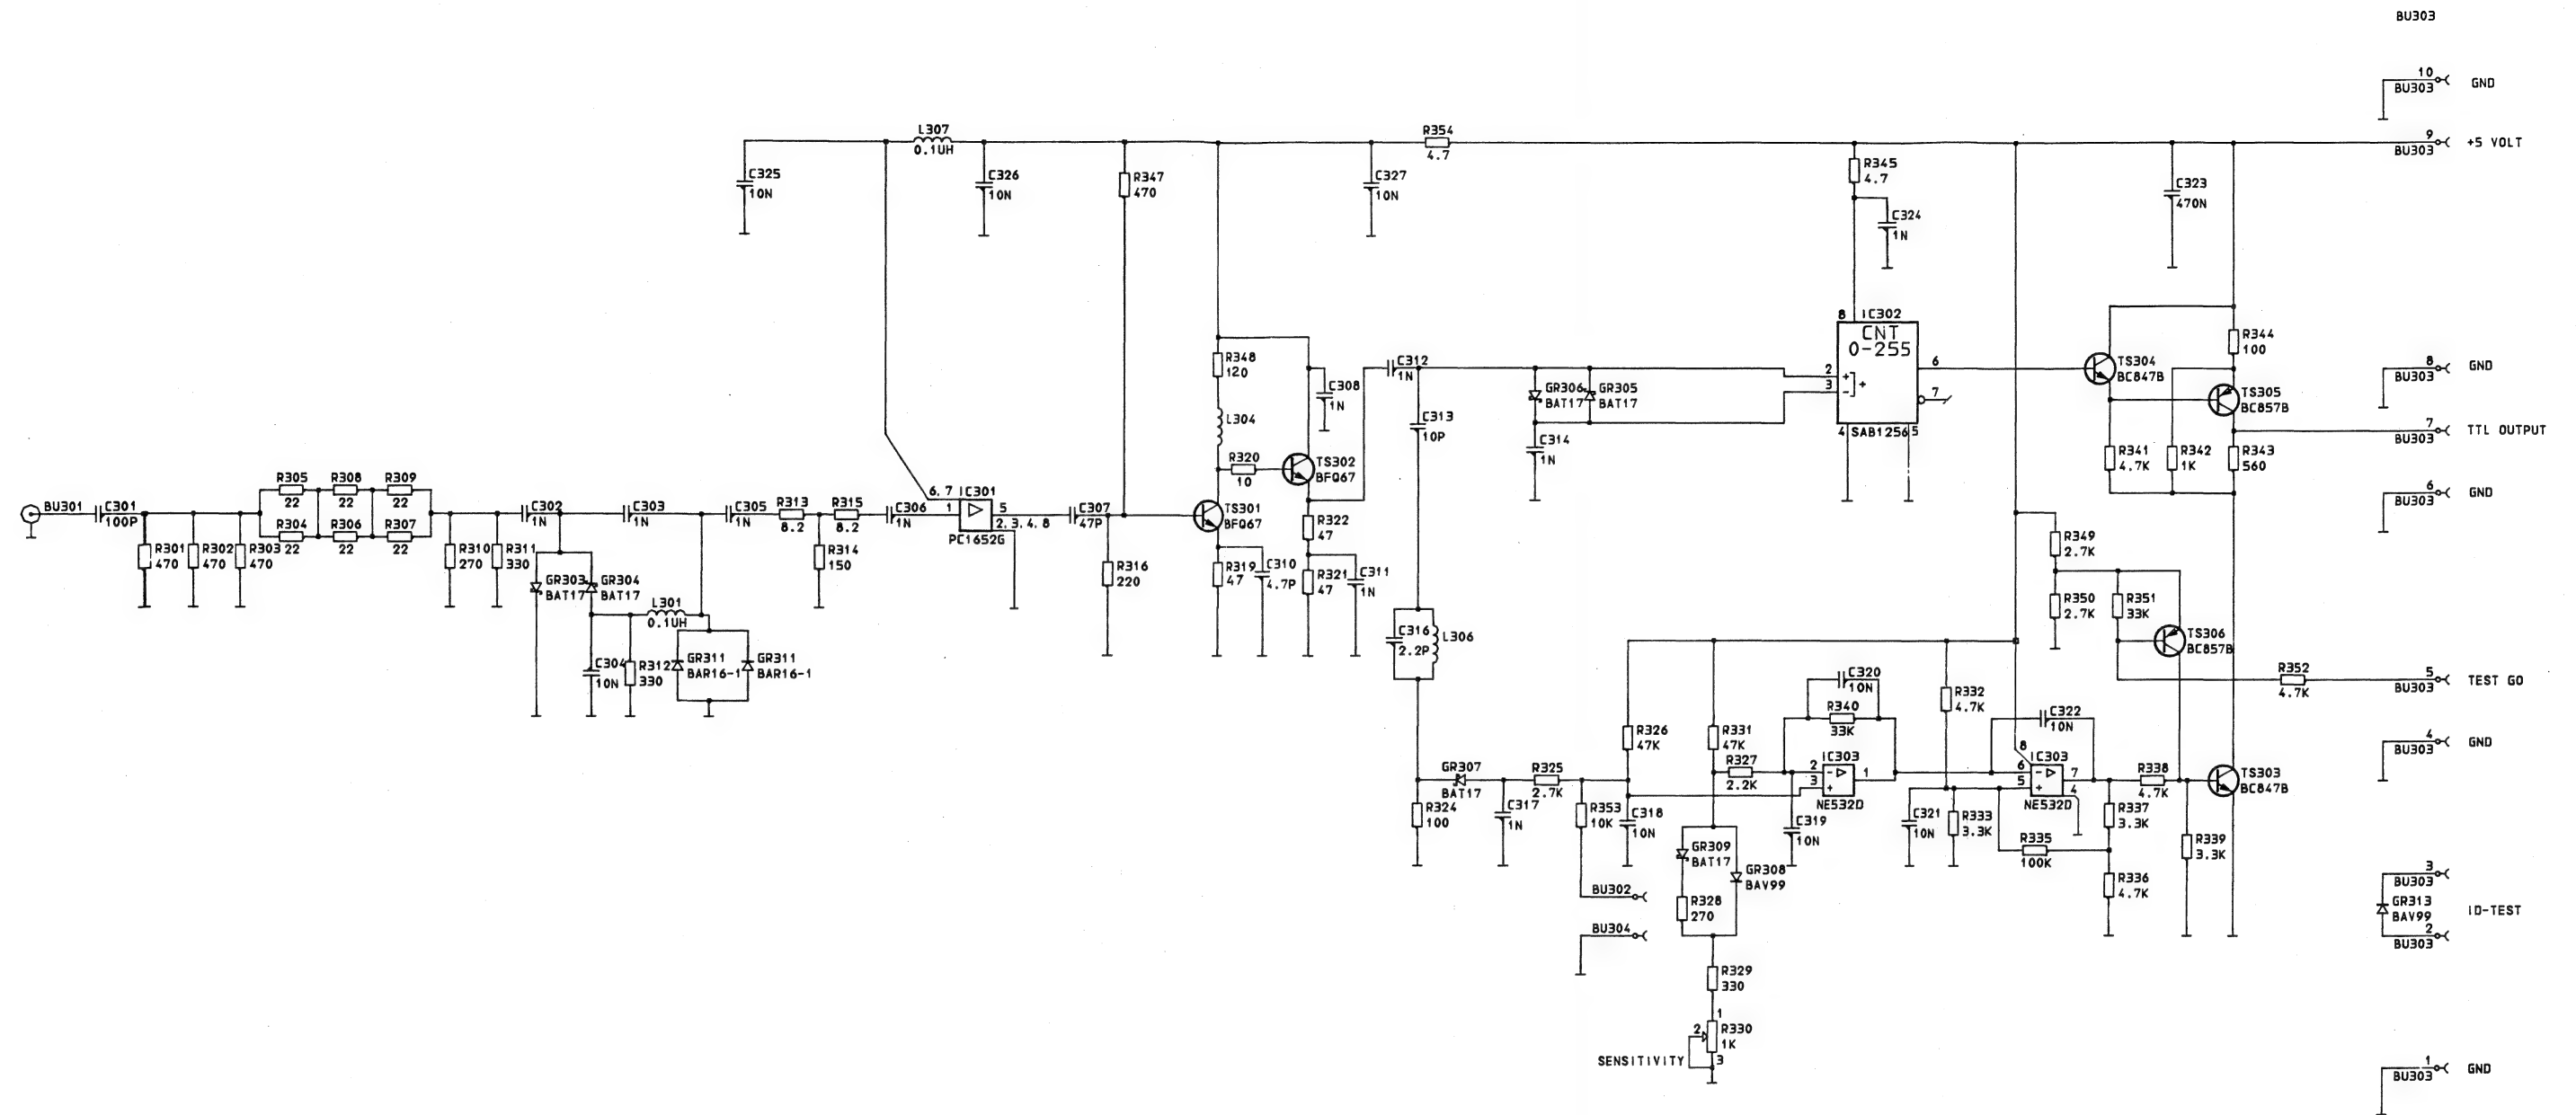 BU303
10
BU303
GND
L307
0.1UH
R354
4.7
9
BU303
+5 VOLT
C325
10N
C326
10N
R347
470
C327
10N
R345
4.7
C324
1N
C323
470N
8
IC302
CNT
0-255
2
3
+
-
+
6
7
4
SAB1256
5
R348
120
L304
C308
1N
C312
1N
GR306
BAT17
GR305
BAT17
C313
10P
C314
1N
TS304
BC847B
R344
100
8
BU303
GND
TS305
BC857B
7
BU303
TTL OUTPUT
R341
4.7K
R342
1K
R343
560
R320
10
TS302
BFQ67
BU301
C301
100P
R305
22
R308
22
R309
22
R304
22
R306
22
R307
22
C302
1N
C303
1N
C305
1N
R313
8.2
R315
8.2
C306
1N
6,7
IC301
1
5
2,3,4,8
PC1652G
C307
47P
TS301
BFQ67
R322
47
6
BU303
GND
R301
470
R302
470
R303
470
R310
270
R311
330
GR303
BAT17
GR304
BAT17
L301
0.1UH
R314
150
R316
220
R319
47
C310
4.7P
R321
47
C311
1N
R349
2.7K
R350
2.7K
R351
33K
TS306
BC857B
C304
10N
R312
330
GR311
BAR16-1
GR311
BAR16-1
C316
2.2P
L306
R352
4.7K
5
BU303
TEST GO
C320
10N
R340
33K
R332
4.7K
C322
10N
R326
47K
R331
47K
R327
2.2K
2
3
-
+
IC303
1
NE532D
8
IC303
6
5
-
+
7
4
NE532D
4
BU303
GND
GR307
BAT17
R325
2.7K
R324
100
C317
1N
R353
10K
C318
10N
C319
10N
C321
10N
R333
3.3K
R335
100K
R338
4.7K
R337
3.3K
TS303
BC847B
R339
3.3K
R336
4.7K
GR309
BAT17
GR308
BAV99
R328
270
BU302
BU304
3
BU303
GR313
BAV99
ID-TEST
2
BU303
R329
330
1
2
R330
1K
3
SENSITIVITY
1
BU303
GND